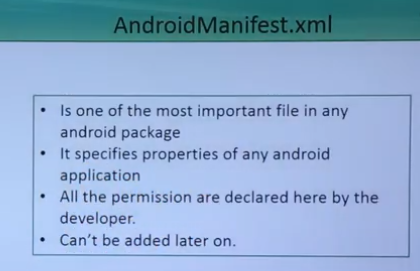 AndroidManifest.xml
• Is one of the most important file in any
android package
• It specifies properties of any android
application
• All the permission are declared here by the
developer.
• Can't be added later on.